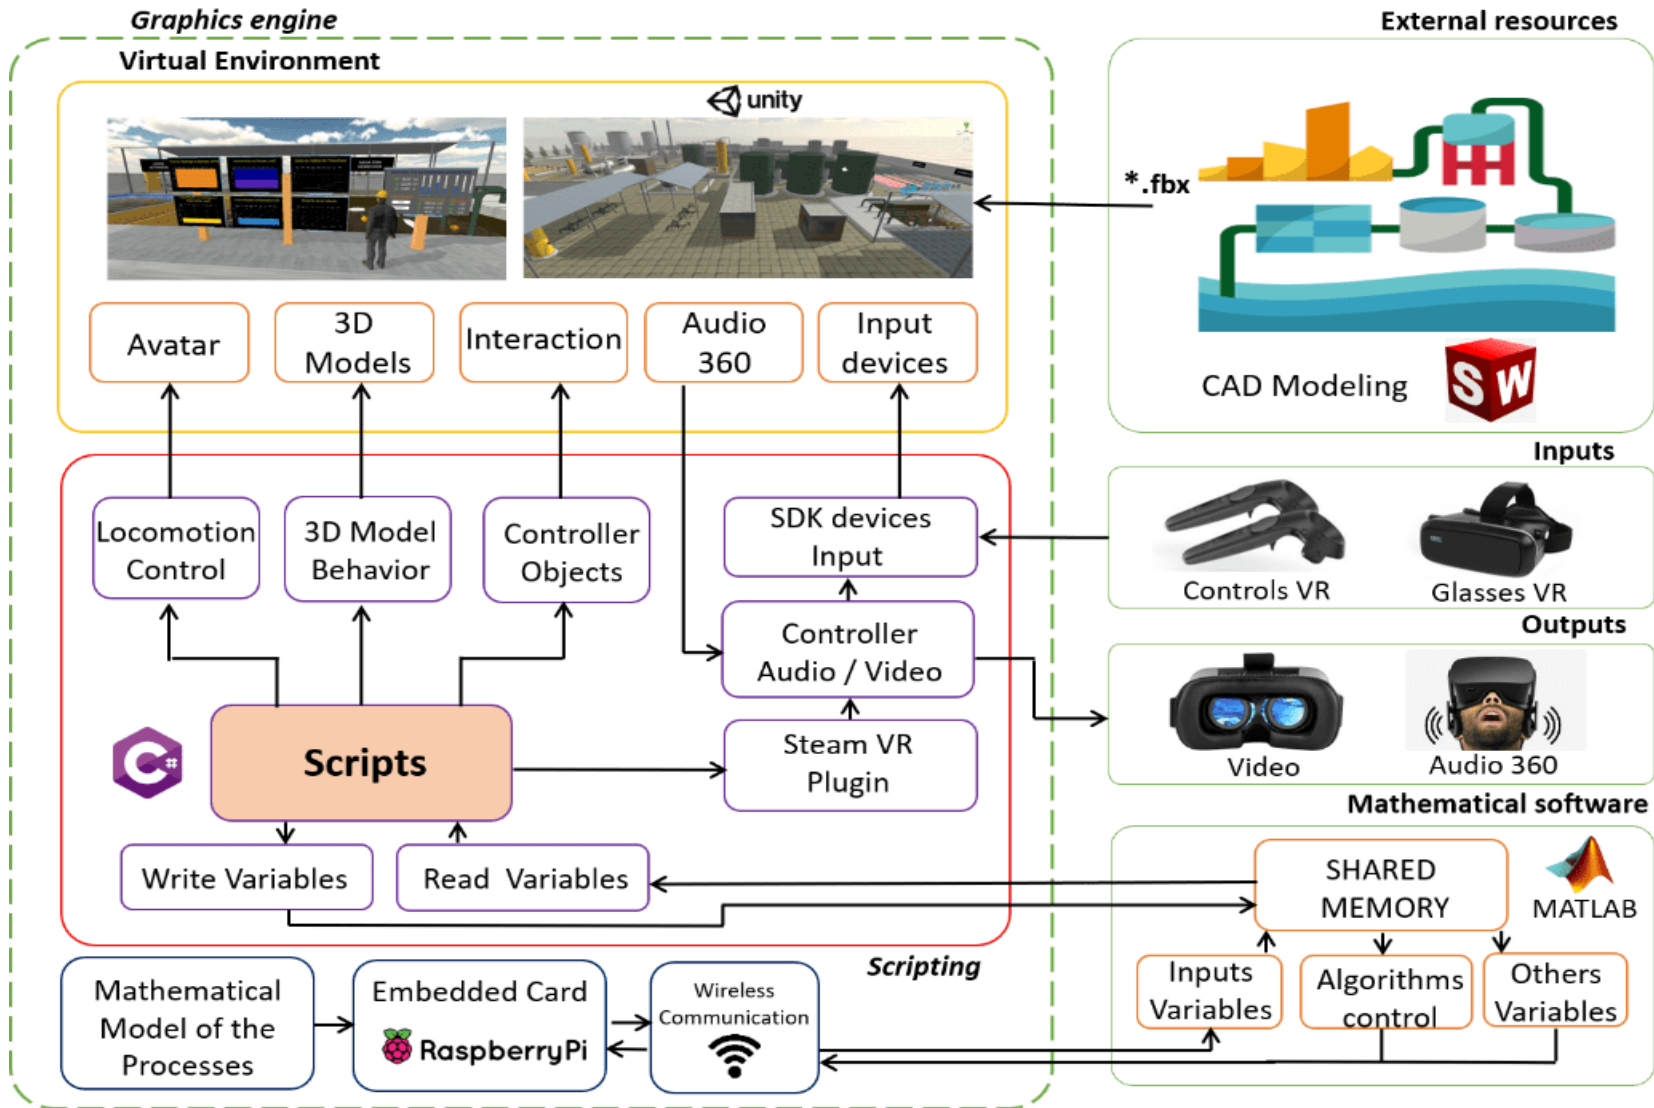 Graphics engine
Virtual Environment
unity
Avatar
3D
Models
Interaction
Audio
360
Input
devices
Locomotion
Control
3D Model
Behavior
Controller
Objects
SDK devices
Input
Controller
Audio / Video
Steam VR
Plugin
C#
Scripts
Write Variables
Read Variables
Scripting
Mathematical
Model of the
Processes
Embedded Card
RaspberryPi
Wireless
Communication
External resources
*.fbx
CAD Modeling
SW
Inputs
Controls VR
Glasses VR
Outputs
Video
Audio 360
Mathematical software
SHARED
MEMORY
MATLAB
Inputs
Variables
Algorithms
control
Others
Variables